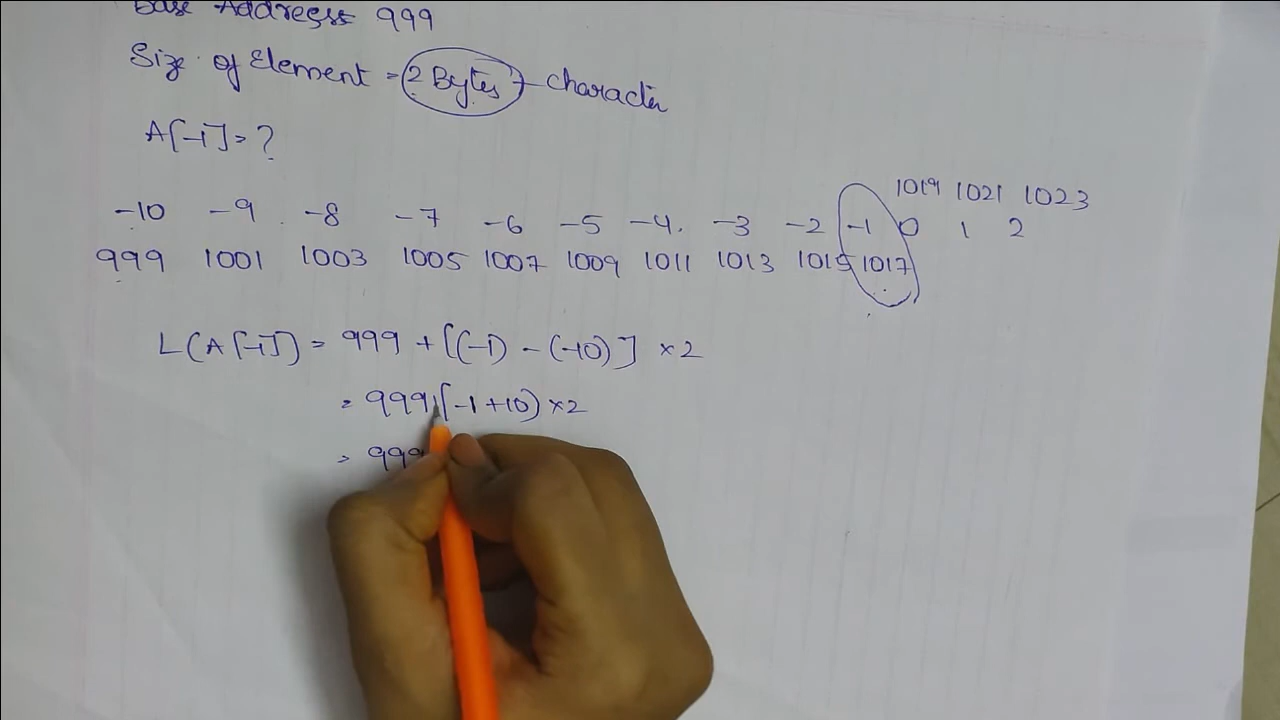 Base Address 999
Size of Element = 2 Bytes - character
A[-1] = ?
1019 1021 1023
-10 -9 -8 -7 -6 -5 -4 -3 -2 -1 0 1 2
999 1001 1003 1005 1007 1009 1011 1013 1015 1017
L(A[-1]) = 999 + [(-1) - (-10)] × 2
= 999 [-1+10) × 2
= 999